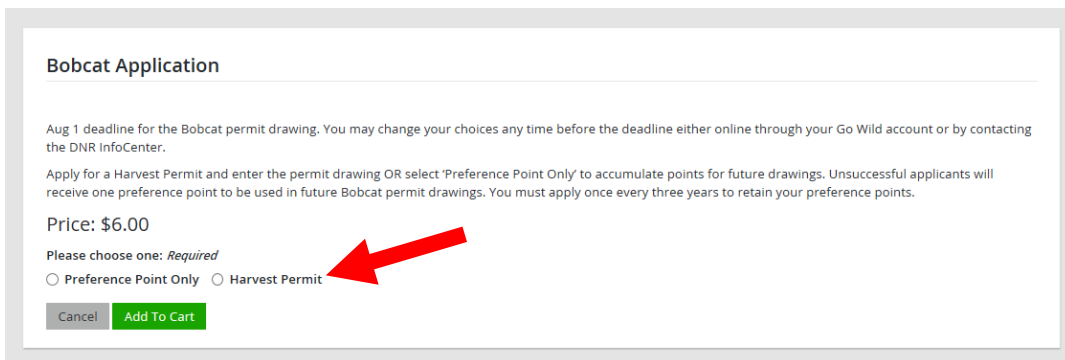 Bobcat Application
Aug 1 deadline for the Bobcat permit drawing. You may change your choices any time before the deadline either online through your Go Wild account or by contacting
the DNR InfoCenter.
Apply for a Harvest Permit and enter the permit drawing OR select ‘Preference Point Only’ to accumulate points for future drawings. Unsuccessful applicants will
receive one preference point to be used in future Bobcat permit drawings. You must apply once every three years to retain your preference points.
Price: $6.00
Please choose one: Required
Preference Point Only Harvest Permit
Cancel Add To Cart